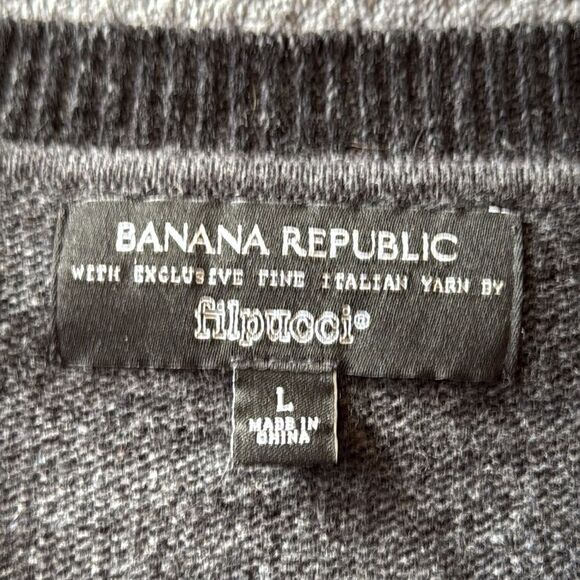 BANANA REPUBLIC
WITH EXCLUSIVE FINE ITALIAN YARN BY
filpucci®
L
MADE IN
CHINA